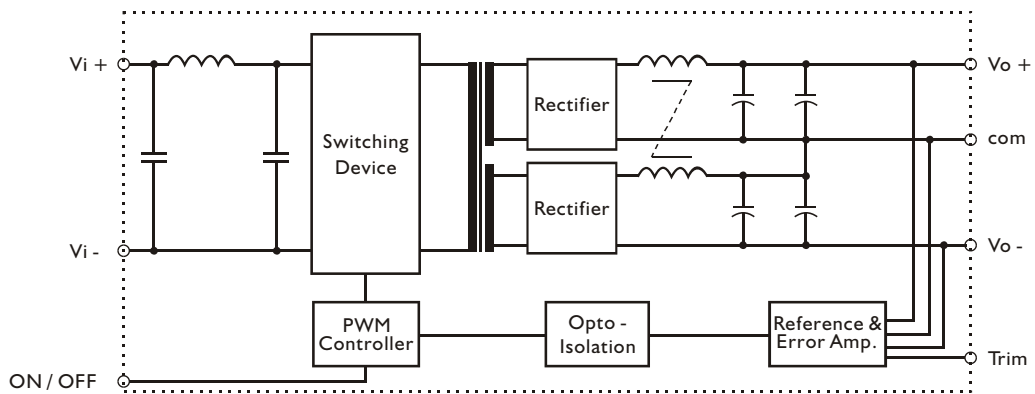 Vi +
Vo +
Rectifier
Switching
Device
com
Rectifier
Vi -
Vo -
PWM
Controller
Opto -
Isolation
Reference &
Error Amp.
Trim
ON / OFF